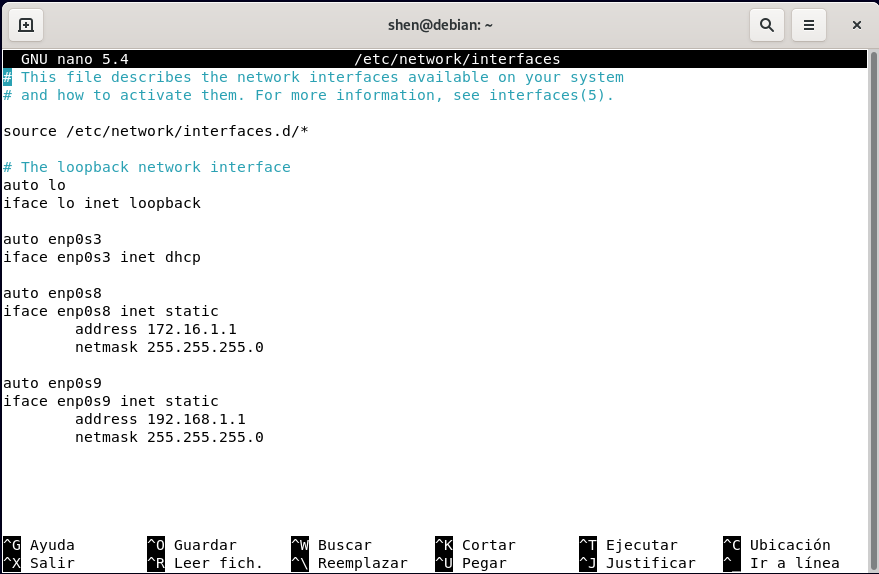 shen@debian: ~
GNU nano 5.4 /etc/network/interfaces
# This file describes the network interfaces available on your system
# and how to activate them. For more information, see interfaces(5).
source /etc/network/interfaces.d/*
# The loopback network interface
auto lo
iface lo inet loopback
auto enp0s3
iface enp0s3 inet dhcp
auto enp0s8
iface enp0s8 inet static
address 172.16.1.1
netmask 255.255.255.0
auto enp0s9
iface enp0s9 inet static
address 192.168.1.1
netmask 255.255.255.0
^G Ayuda ^O Guardar ^W Buscar ^K Cortar ^T Ejecutar ^C Ubicación
^X Salir ^R Leer fich. ^\ Reemplazar ^U Pegar ^J Justificar ^ Ir a línea